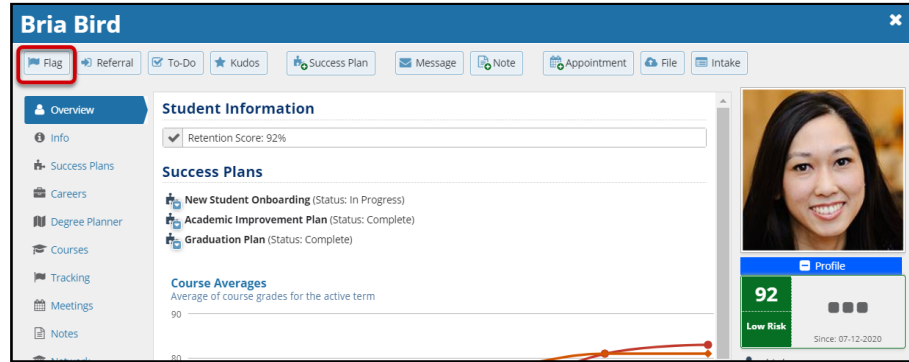 Bria Bird
Flag Referral To-Do Kudos Success Plan Message Note Appointment File Intake
Overview
Info
Success Plans
Careers
Degree Planner
Courses
Tracking
Meetings
Notes
Network
Student Information
Retention Score: 92%
Success Plans
New Student Onboarding (Status: In Progress)
Academic Improvement Plan (Status: Complete)
Graduation Plan (Status: Complete)
Course Averages
Average of course grades for the active term
90
80
Profile
92
Low Risk
Since: 07-12-2020